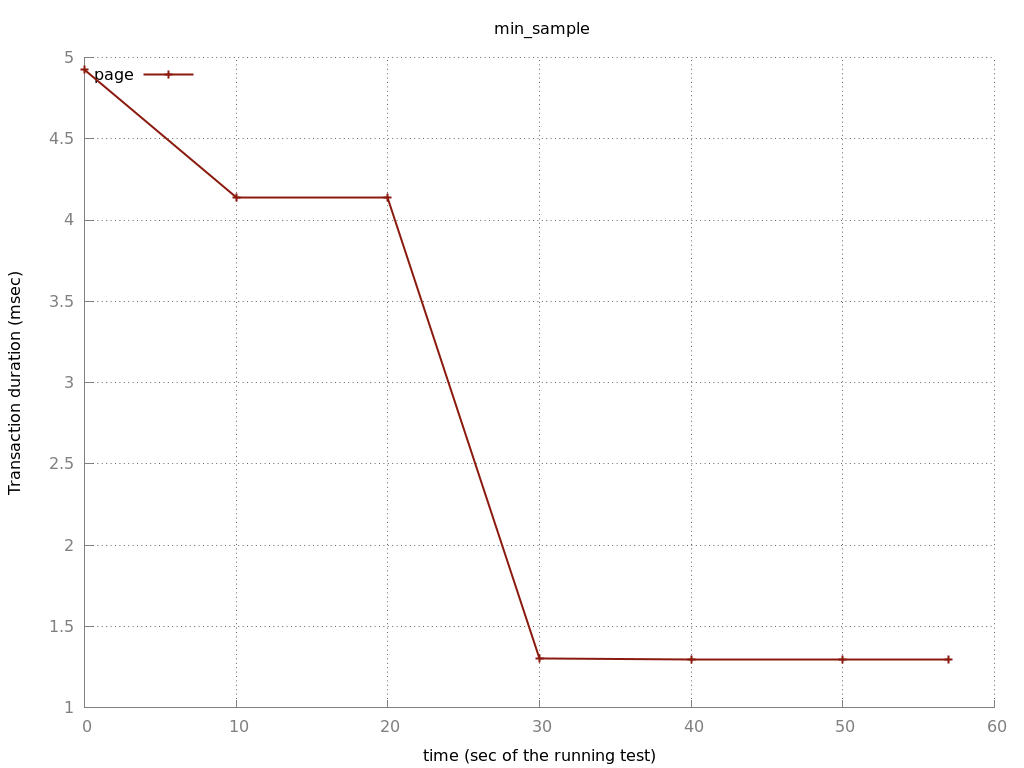 min_sample
page
5
4.5
4
3.5
3
2.5
2
1.5
1
Transaction duration (msec)
0 10 20 30 40 50 60
time (sec of the running test)